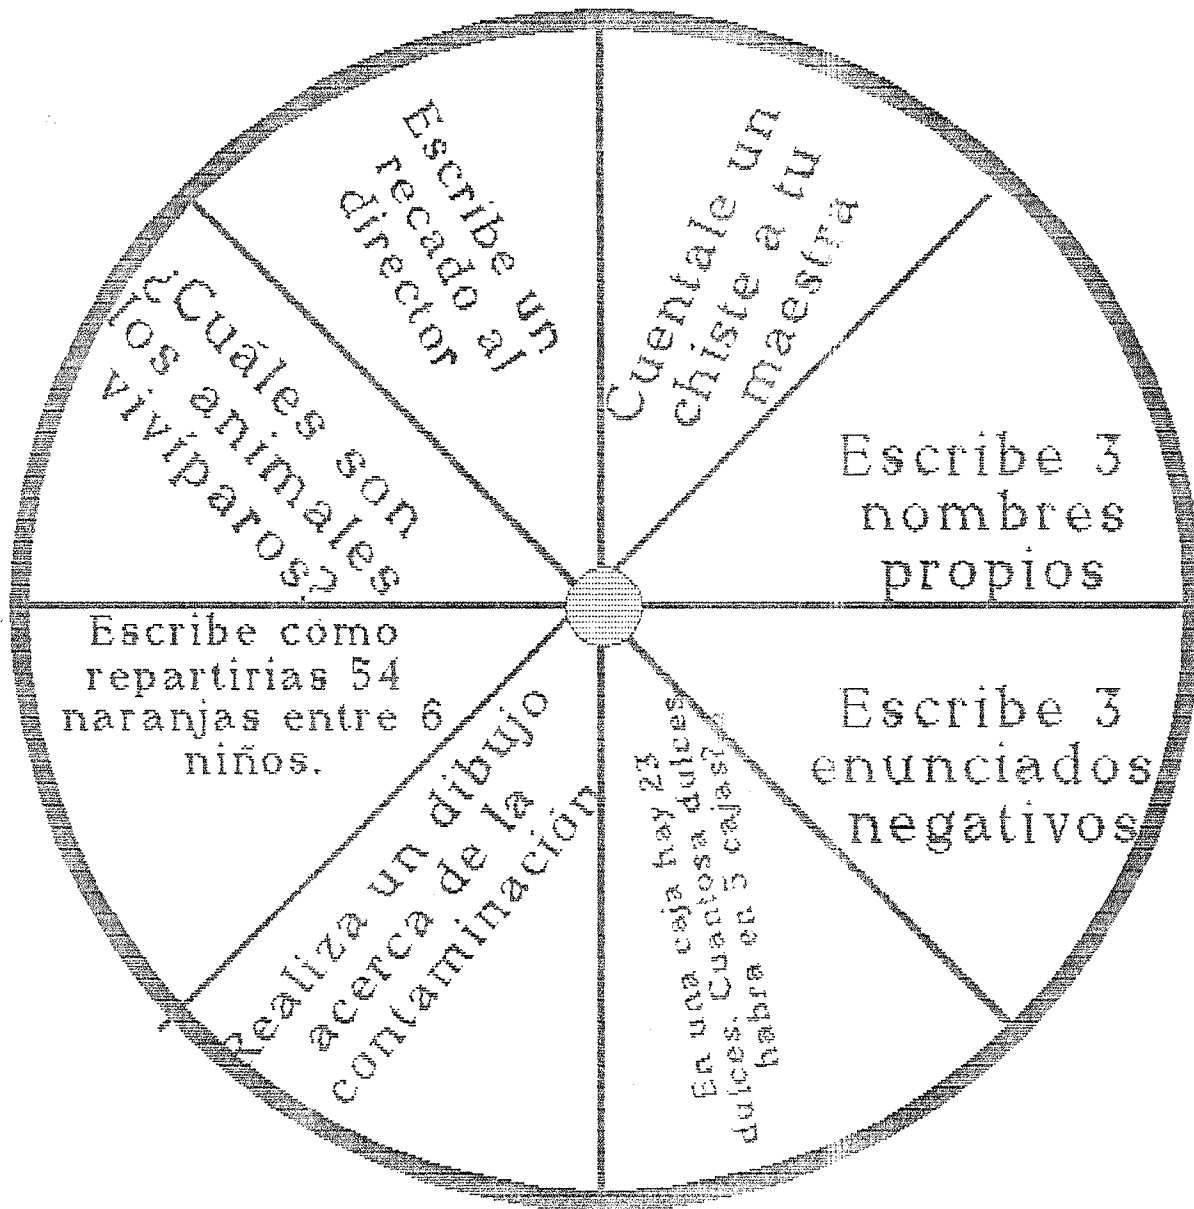 Escribe un
recado al
director
Cuentale un
chiste a tu
maestra
Escribe 3
nombres
propios
Escribe 3
enunciados
negativos
En una caja hay 23
dulces. Cuantosa dulces
habra en 5 cajas?
Realiza un dibujo
acerca de la
contaminación
Escribe como
repartirias 54
naranjas entre 6
niños.
¿Cuáles son
los animales
vivíparos?